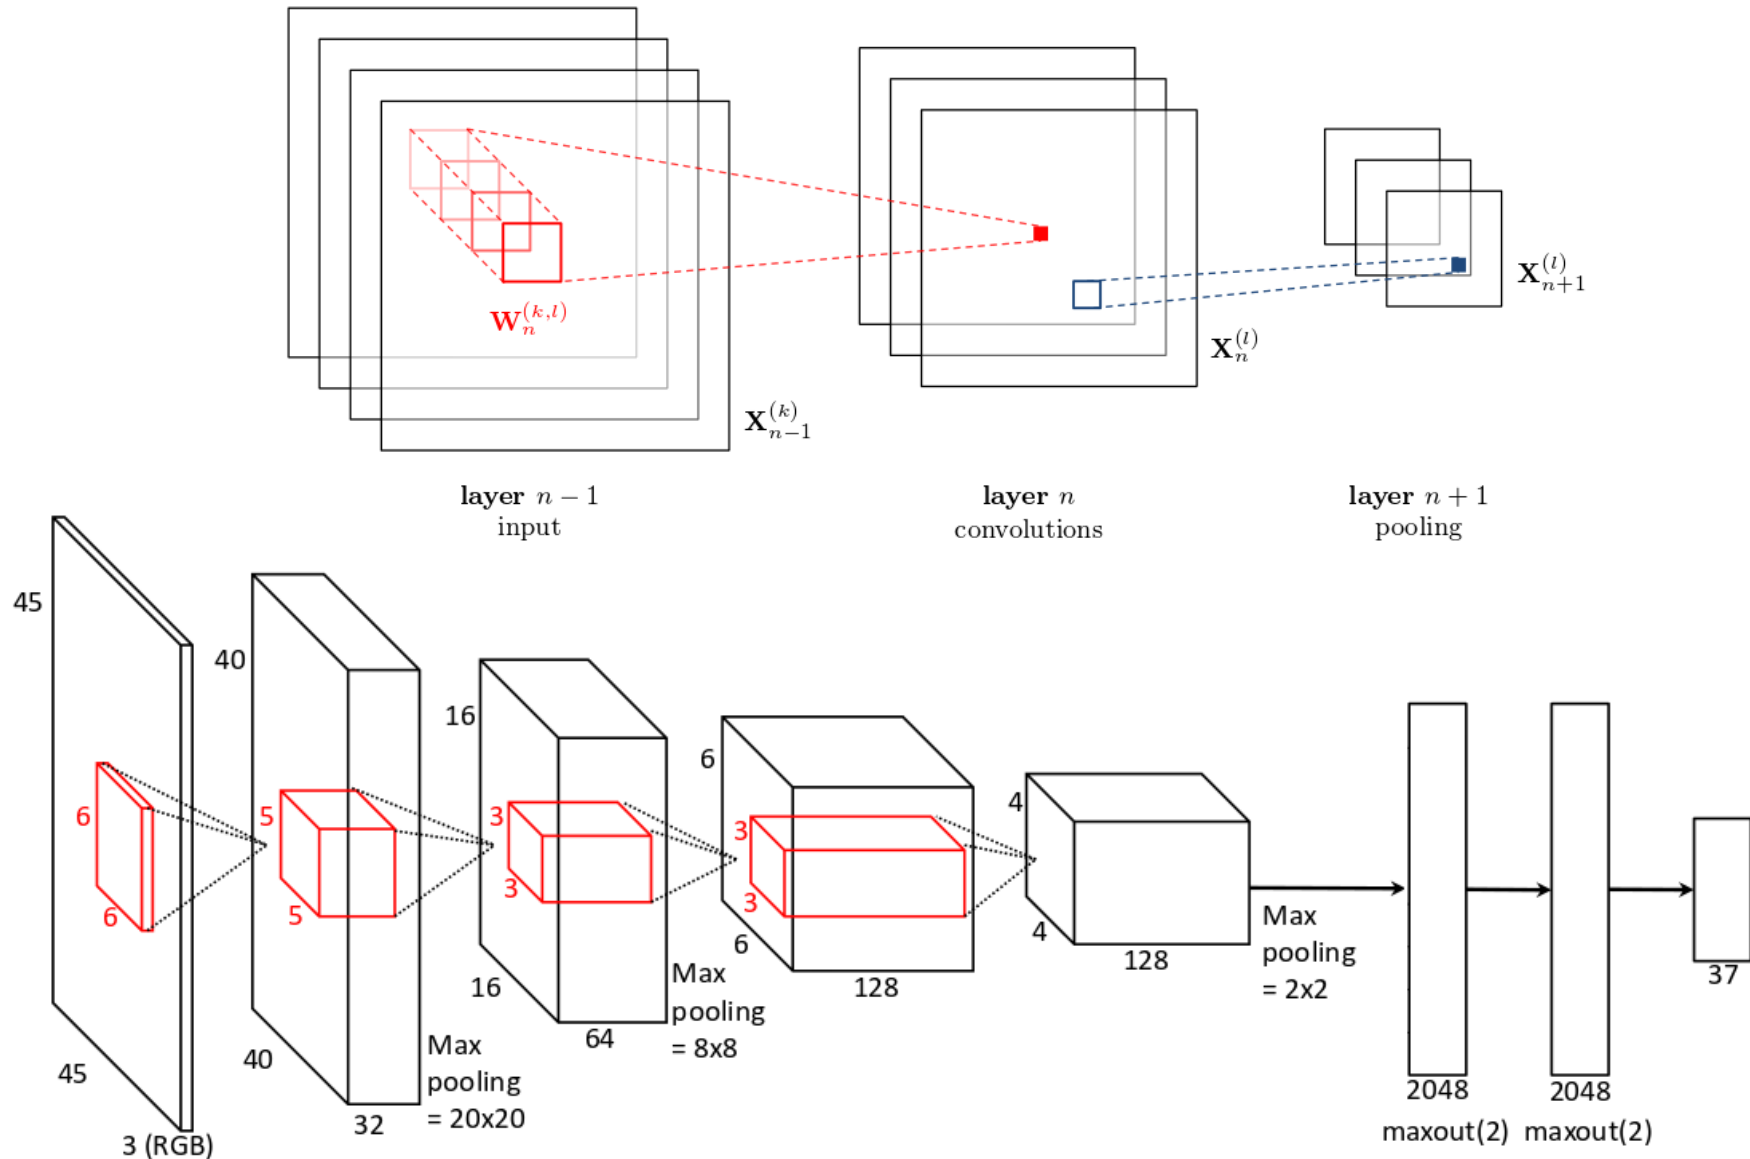 W_n^{(k,l)}
X_{n-1}^{(k)}
X_n^{(l)}
X_{n+1}^{(l)}
layer n − 1
input
layer n
convolutions
layer n + 1
pooling
45
45
3 (RGB)
6
6
40
40
32
5
5
Max
pooling
= 20x20
16
16
64
3
3
Max
pooling
= 8x8
6
6
128
3
3
4
4
128
Max
pooling
= 2x2
2048
maxout(2)
2048
maxout(2)
37